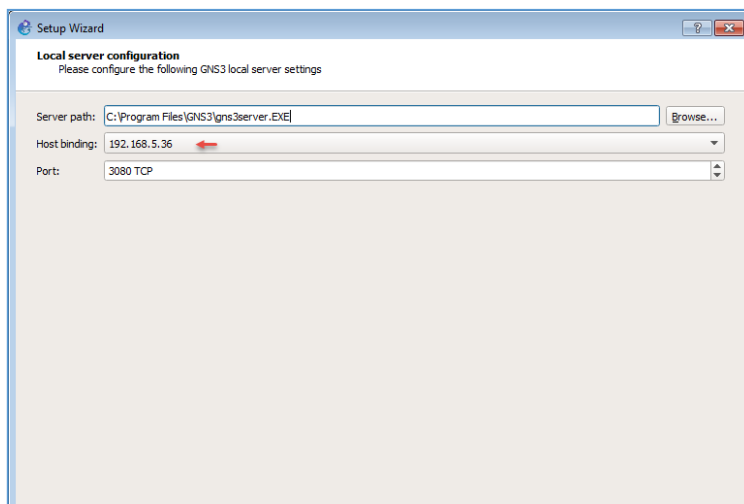 Setup Wizard
Local server configuration
Please configure the following GNS3 local server settings
Server path: C:\Program Files\GNS3\gns3server.EXE Browse...
Host binding: 192.168.5.36
Port: 3080 TCP